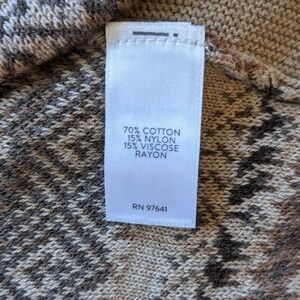 70% COTTON
15% NYLON
15% VISCOSE
RAYON
RN 97641